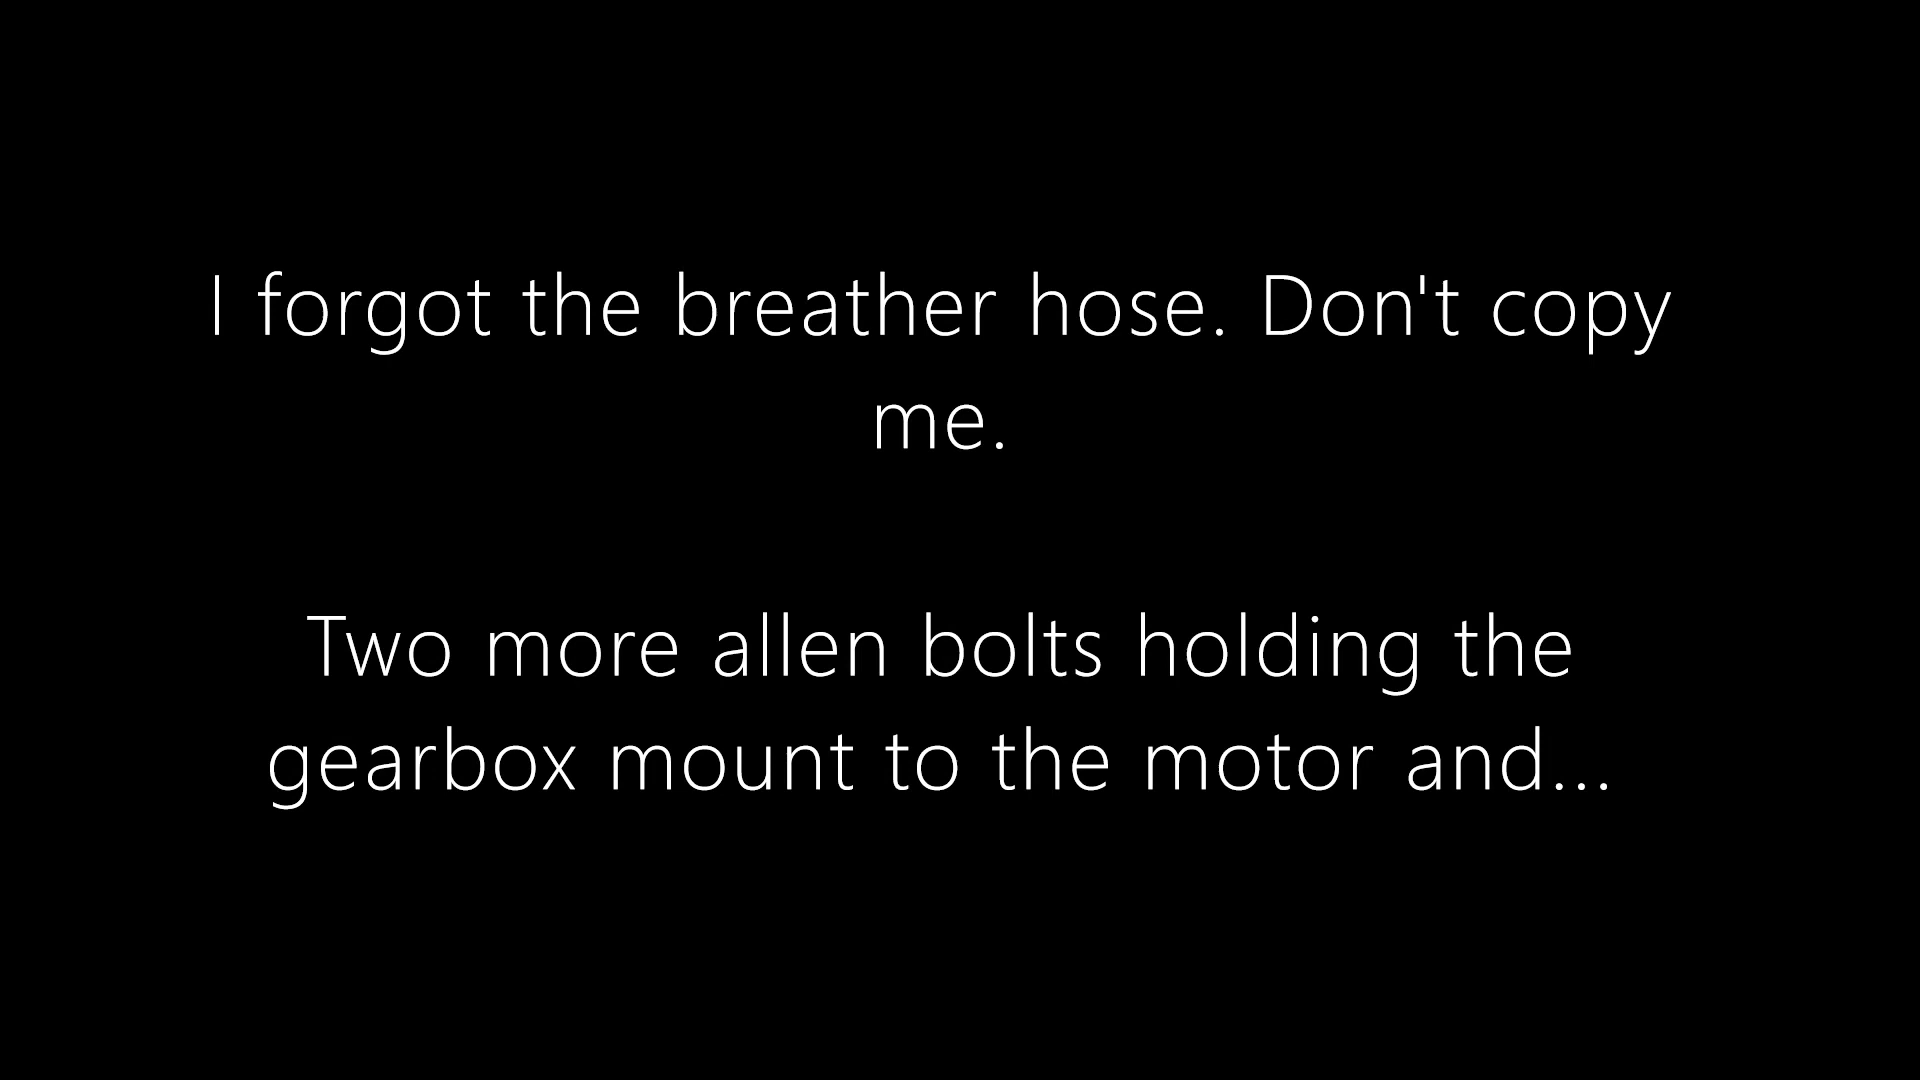 I forgot the breather hose. Don't copy
me.
Two more allen bolts holding the
gearbox mount to the motor and...